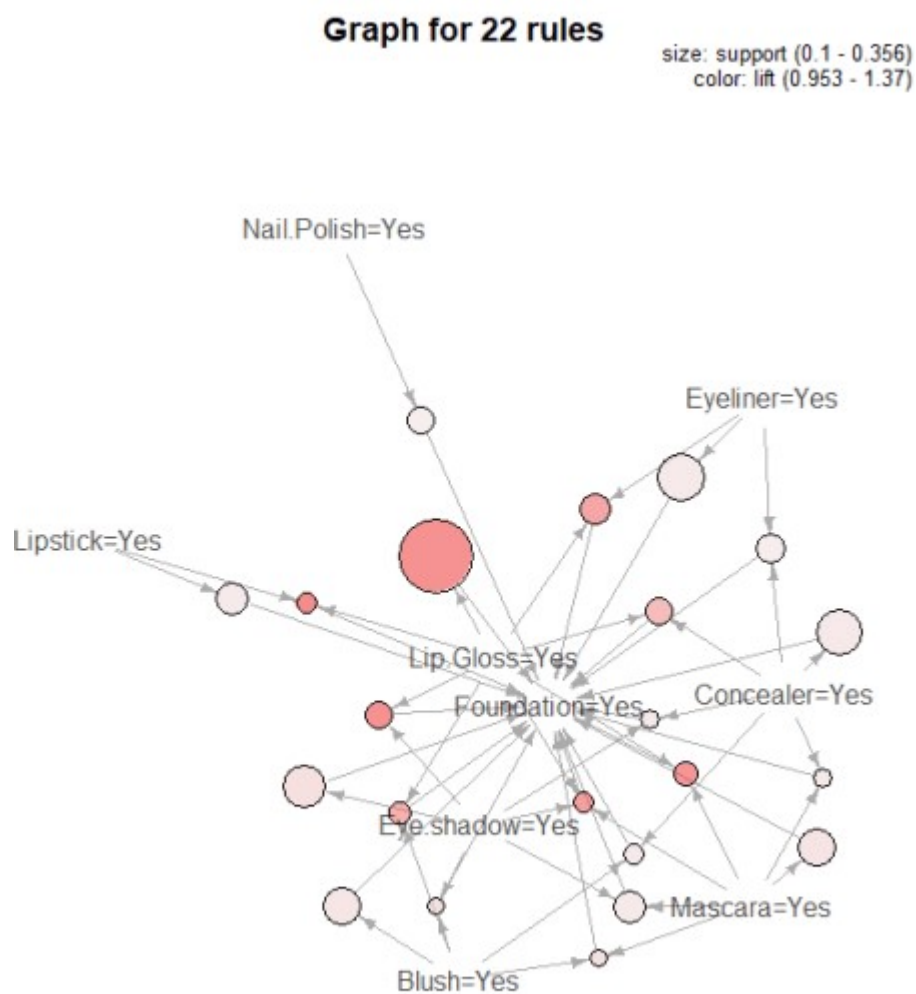 Graph for 22 rules
size: support (0.1 - 0.356)
color: lift (0.953 - 1.37)
Nail.Polish=Yes
Eyeliner=Yes
Lipstick=Yes
Lip.Gloss=Yes
Concealer=Yes
Foundation=Yes
Eye.shadow=Yes
Mascara=Yes
Blush=Yes